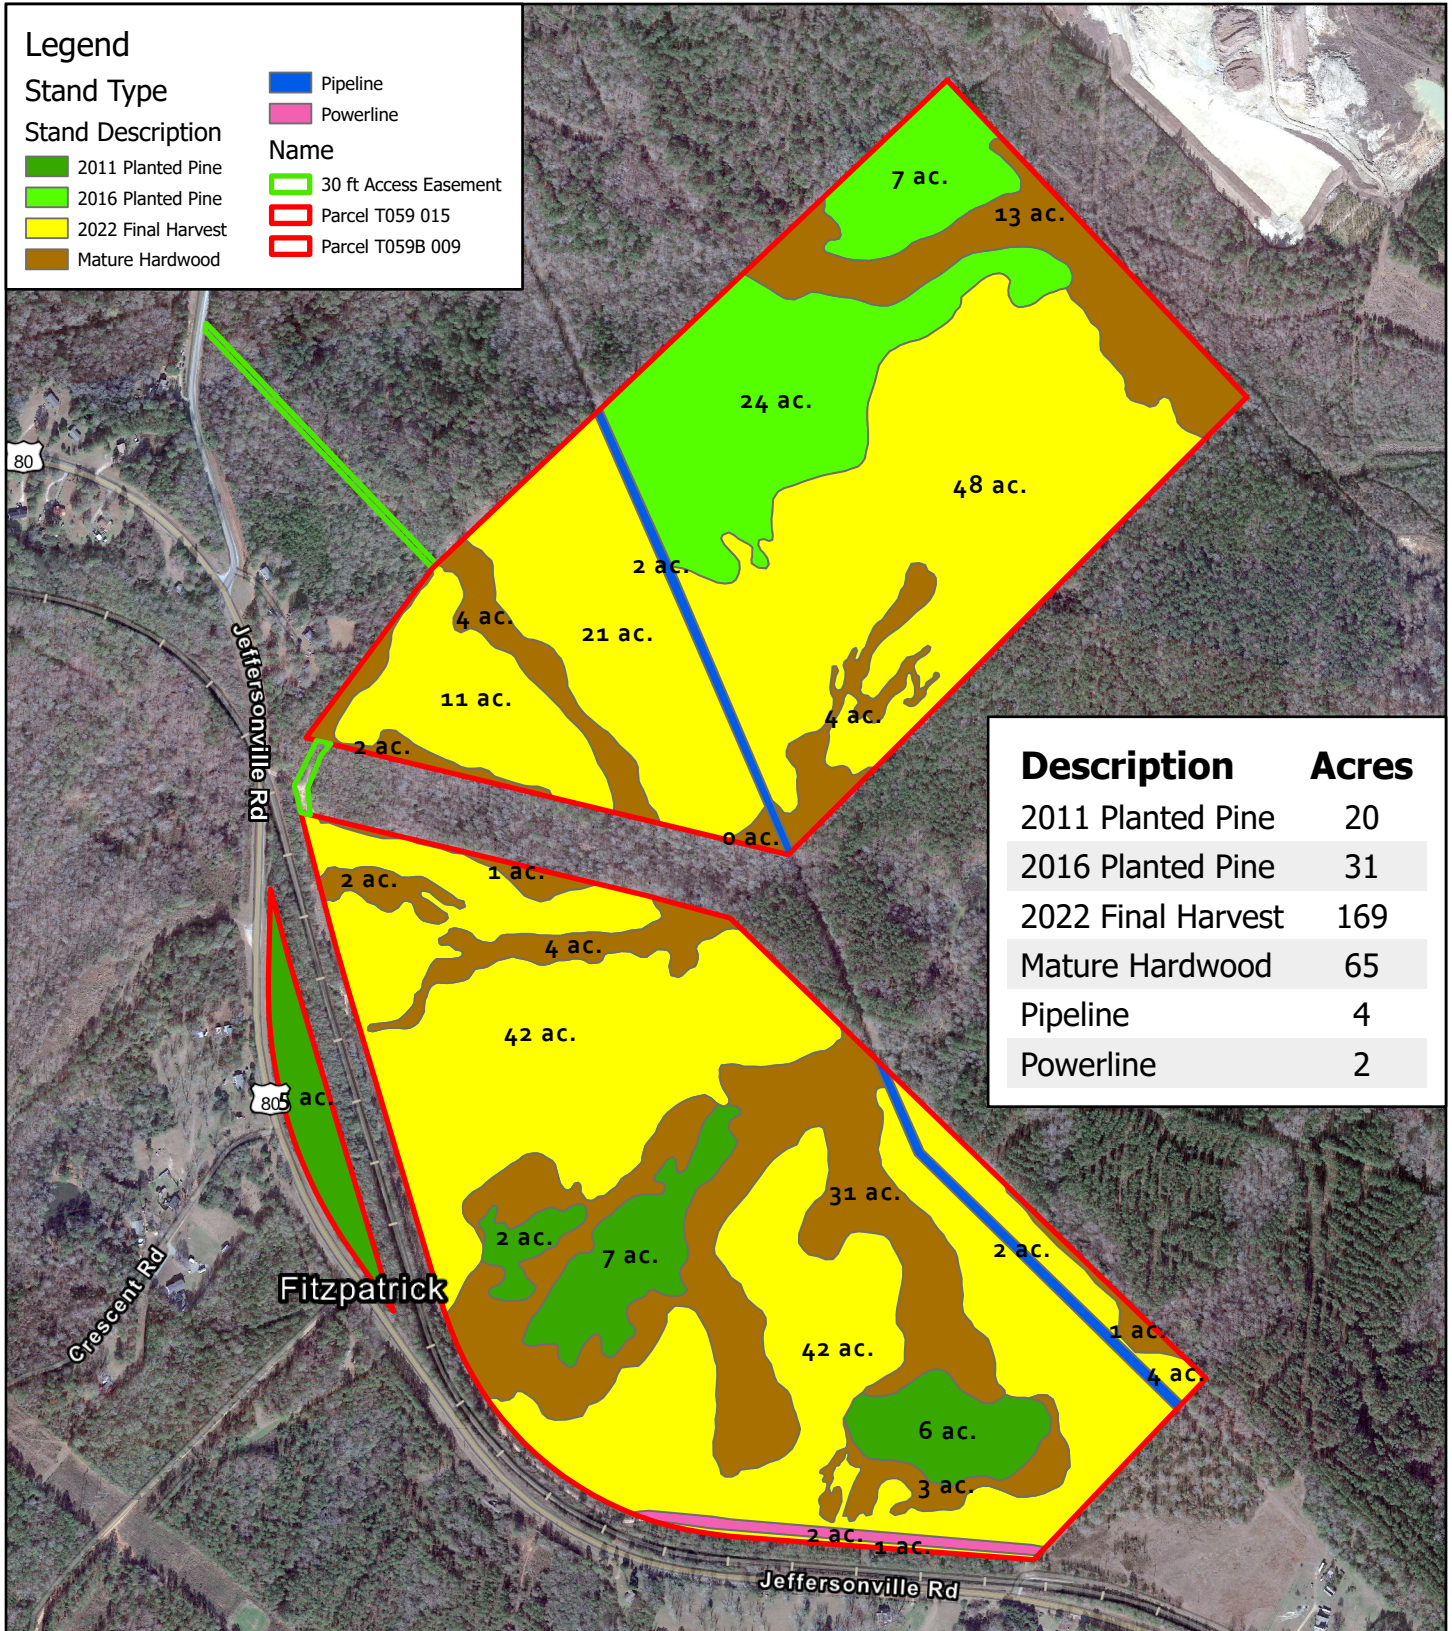 Legend
Stand Type
Stand Description
2011 Planted Pine
2016 Planted Pine
2022 Final Harvest
Mature Hardwood
Pipeline
Powerline
Name
30 ft Access Easement
Parcel T059 015
Parcel T059B 009
7 ac.
13 ac.
24 ac.
48 ac.
80
2 ac.
4 ac.
21 ac.
11 ac.
4 ac.
2 ac.
0 ac.
Jeffersonville Rd
Description Acres
2011 Planted Pine 20
2016 Planted Pine 31
2022 Final Harvest 169
Mature Hardwood 65
Pipeline 4
Powerline 2
2 ac.
1 ac.
4 ac.
42 ac.
80
5 ac.
31 ac.
2 ac.
7 ac.
2 ac.
Fitzpatrick
Crescent Rd
42 ac.
1 ac.
4 ac.
6 ac.
3 ac.
2 ac.
1 ac.
Jeffersonville Rd